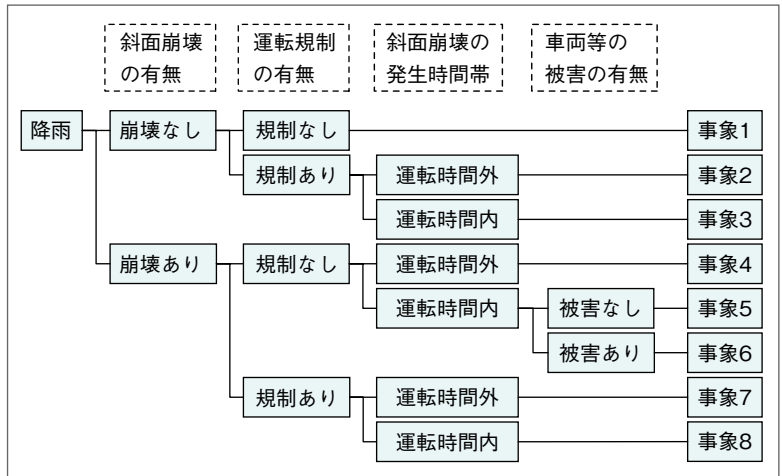 斜面崩壊
の有無
運転規制
の有無
斜面崩壊の
発生時間帯
車両等の
被害の有無
降雨
崩壊なし
規制なし
事象1
規制あり
運転時間外
事象2
運転時間内
事象3
崩壊あり
規制なし
運転時間外
事象4
運転時間内
被害なし
事象5
被害あり
事象6
規制あり
運転時間外
事象7
運転時間内
事象8